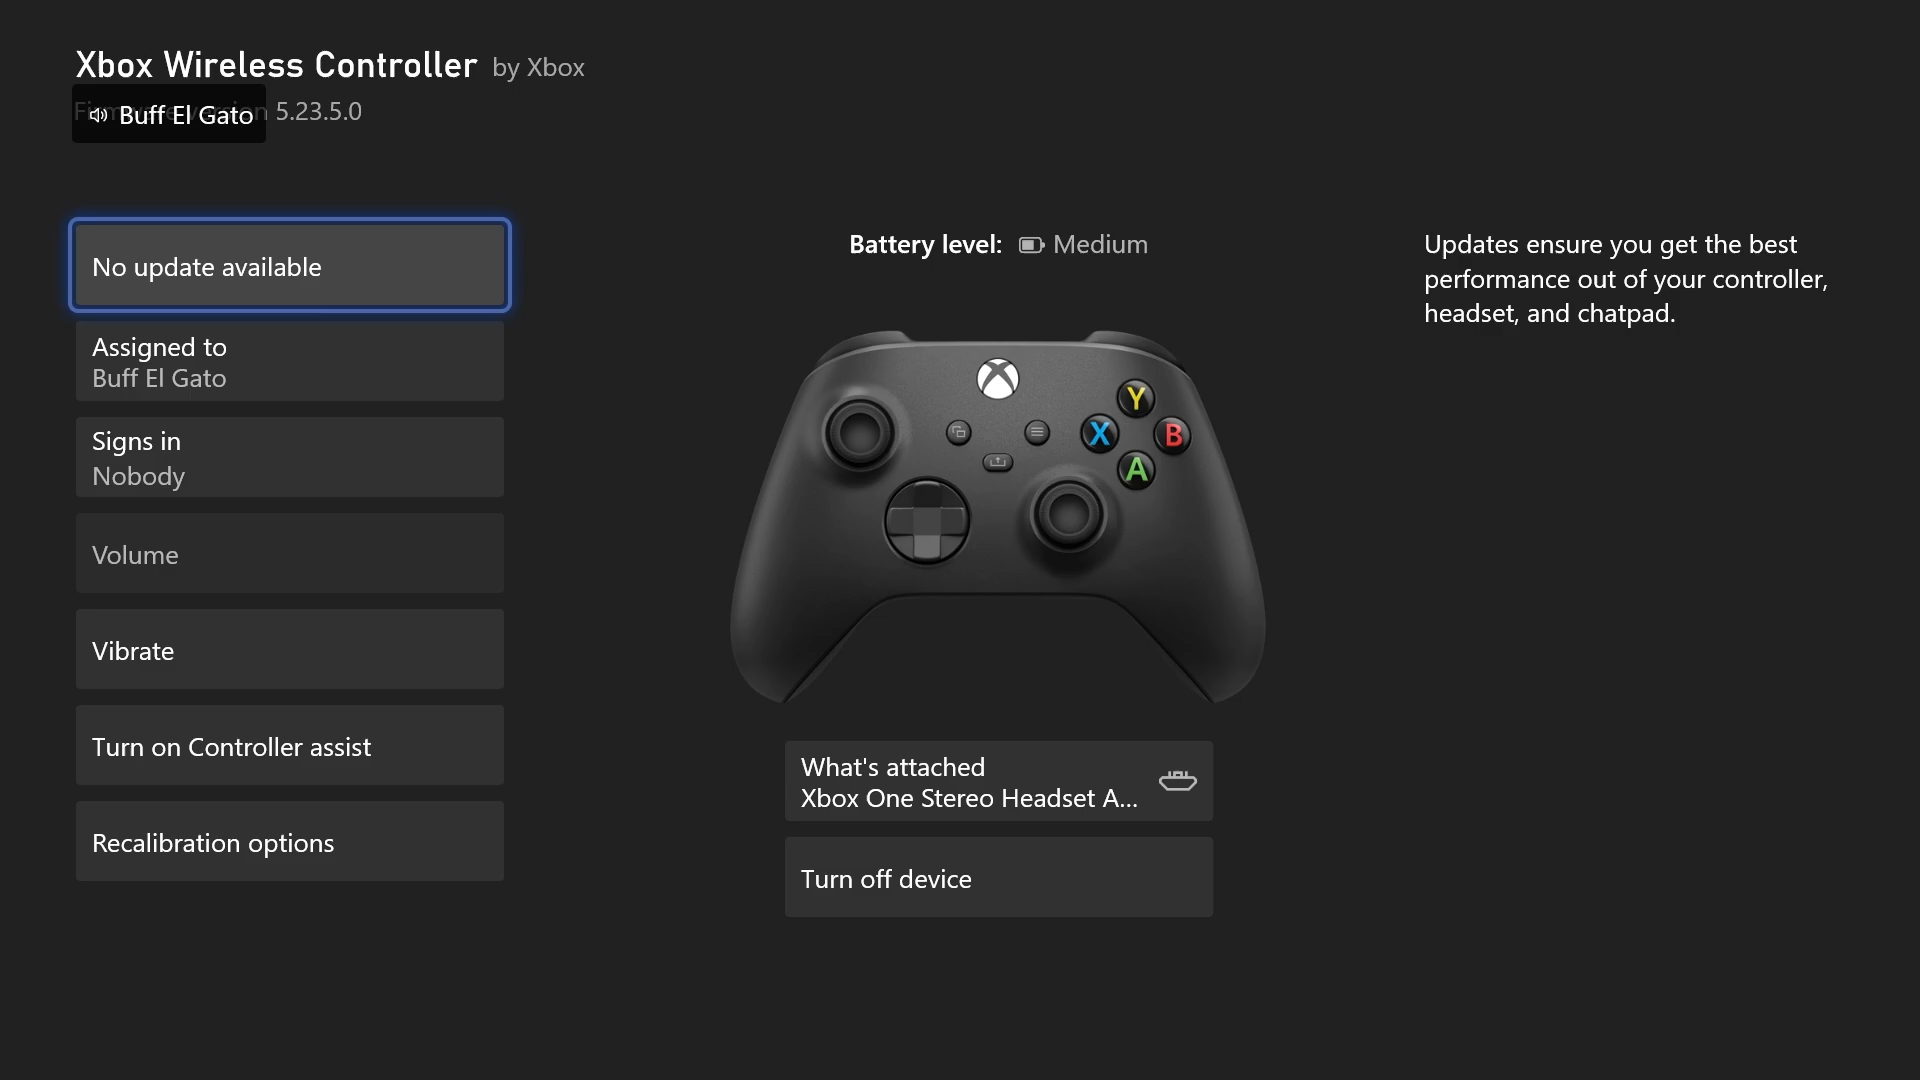 Xbox Wireless Controller by Xbox
Firmware version 5.23.5.0
Buff El Gato
No update available
Assigned to
Buff El Gato
Signs in
Nobody
Volume
Vibrate
Turn on Controller assist
Recalibration options
Battery level: Medium
Y
X
B
A
What's attached
Xbox One Stereo Headset A...
Turn off device
Updates ensure you get the best
performance out of your controller,
headset, and chatpad.